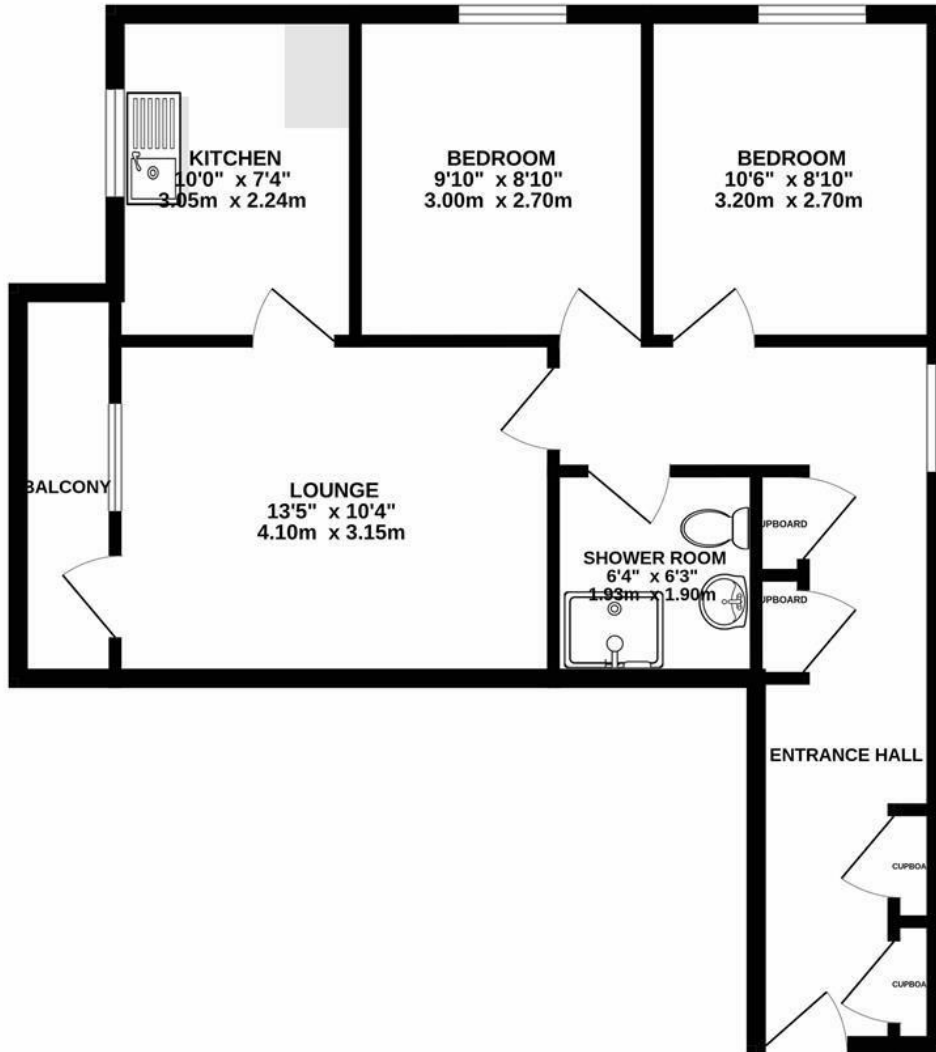 KITCHEN
10'0" x 7'4"
3.05m x 2.24m
BEDROOM
9'10" x 8'10"
3.00m x 2.70m
BEDROOM
10'6" x 8'10"
3.20m x 2.70m
BALCONY
LOUNGE
13'5" x 10'4"
4.10m x 3.15m
SHOWER ROOM
6'4" x 6'3"
1.93m x 1.90m
UPBOARD
UPBOARD
ENTRANCE HALL
CUPBOA
CUPBOA